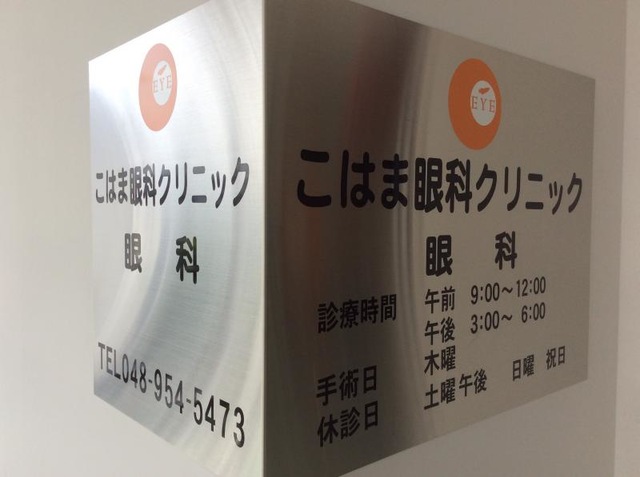 EYE
こはま眼科クリニック
眼 科
TEL048-954-5473
EYE
こはま眼科クリニック
眼 科
診療時間 午前 9:00〜12:00
午後 3:00〜 6:00
手術日 木曜
休診日 土曜午後 日曜 祝日